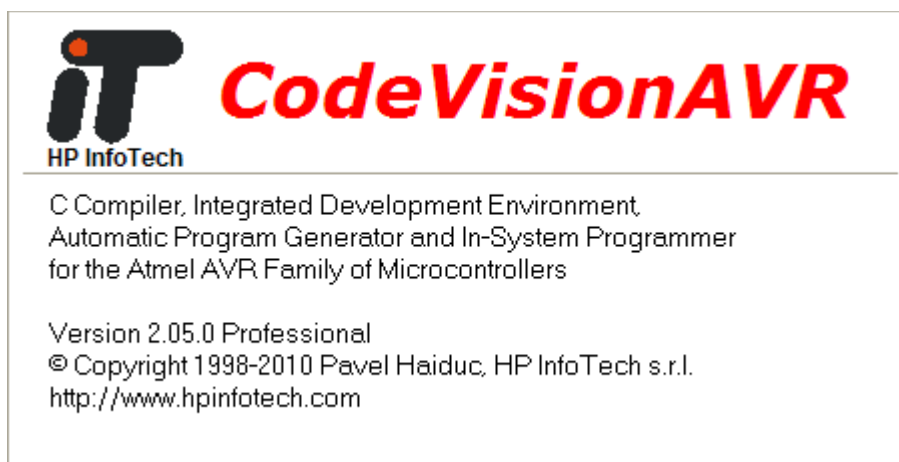 iT
CodeVisionAVR
HP InfoTech
C Compiler, Integrated Development Environment,
Automatic Program Generator and In-System Programmer
for the Atmel AVR Family of Microcontrollers
Version 2.05.0 Professional
© Copyright 1998-2010 Pavel Haiduc, HP InfoTech s.r.l.
http://www.hpinfotech.com